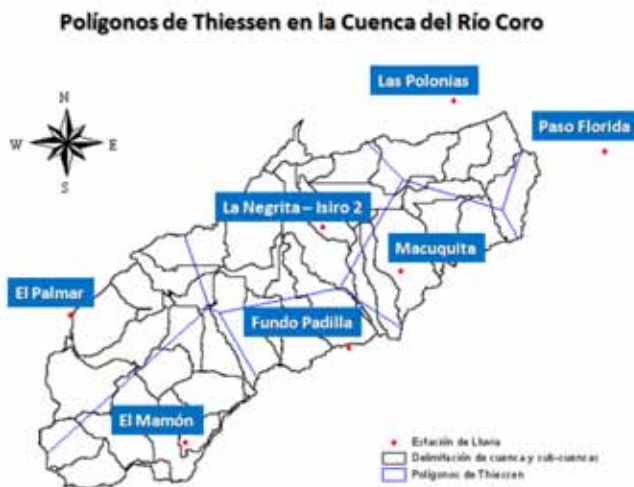 Polígonos de Thiessen en la Cuenca del Río Coro
Las Polonias
N
Paso Florida
W E
S
La Negrita – Isiro 2
Macuquita
El Palmar
Fundo Padilla
El Mamón
Estación de Lluvia
Delimitación de cuenca y sub-cuencas
Polígonos de Thiessen